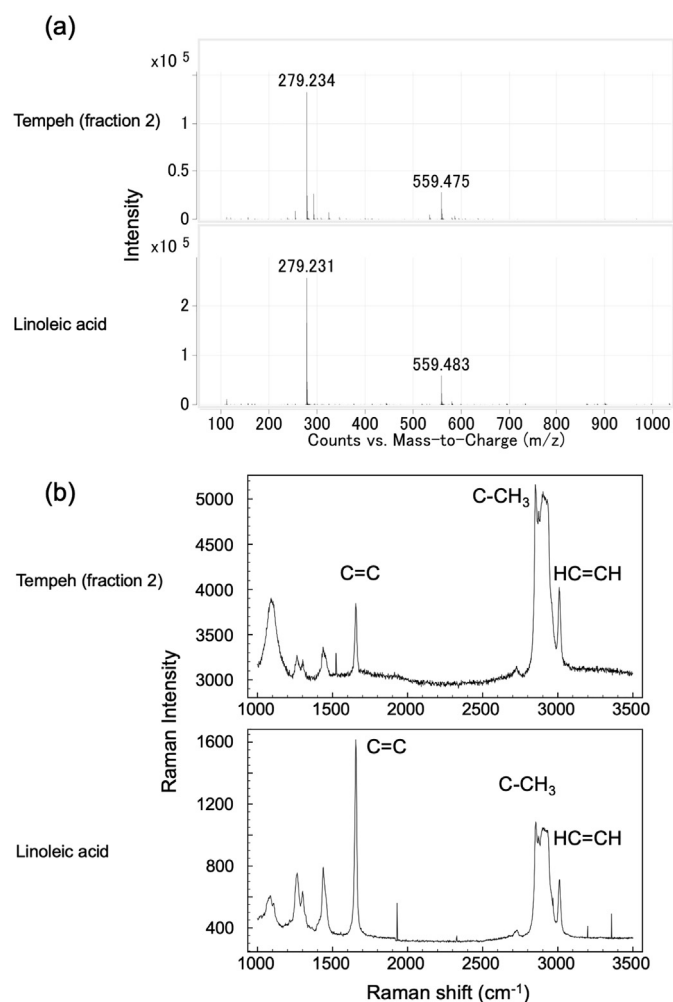 (a)
x10 5
279.234
Tempeh (fraction 2)
1
0.5
559.475
0
Intensity
x10 5
279.231
Linoleic acid
2
1
559.483
0
100 200 300 400 500 600 700 800 900 1000
Counts vs. Mass-to-Charge (m/z)
(b)
C-CH₃
5000
4500
Tempeh (fraction 2)
C=C
HC=CH
4000
3500
3000
1000 1500 2000 2500 3000 3500
Raman Intensity
1600
C=C
C-CH₃
1200
HC=CH
Linoleic acid
800
400
1000 1500 2000 2500 3000 3500
Raman shift (cm⁻¹)